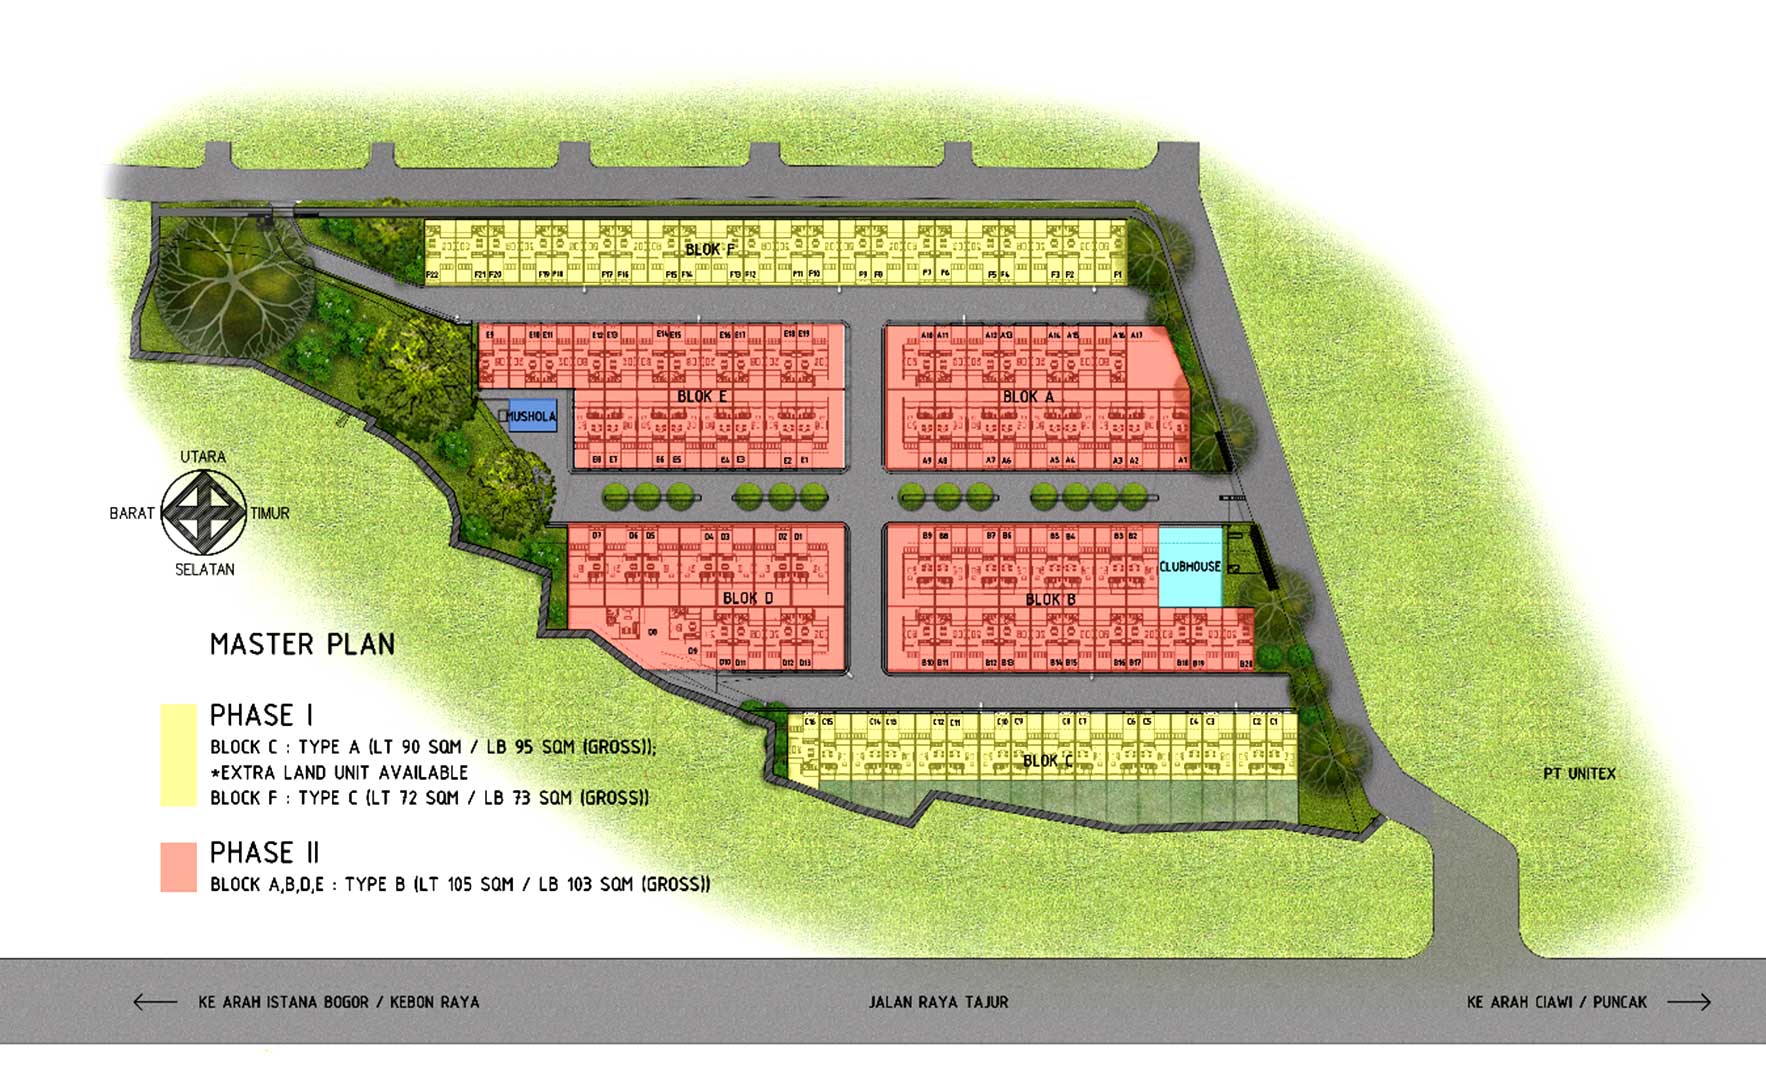 BLOK F
F22 F21 F20 F19 F18 F17 F16 F15 F14 F13 F12 F11 F10 F9 F8 F7 F6 F5 F4 F3 F2 F1
E9 E10 E11 E12 E13 E14 E15 E16 E17 E18 E19
A10 A11 A12 A13 A14 A15 A16 A17
BLOK E
BLOK A
MUSHOLA
E8 E7 E6 E5 E4 E3 E2 E1
A9 A8 A7 A6 A5 A4 A3 A2 A1
UTARA
BARAT
TIMUR
SELATAN
D7 D6 D5 D4 D3 D2 D1
B9 B8 B7 B6 B5 B4 B3 B2
CLUBHOUSE
BLOK D
BLOK B
D8
D9
D10 D11 D12 D13
B10 B11 B12 B13 B14 B15 B16 B17 B18 B19 B20
MASTER PLAN
PHASE I
BLOCK C : TYPE A (LT 90 SQM / LB 95 SQM (GROSS));
*EXTRA LAND UNIT AVAILABLE
BLOCK F : TYPE C (LT 72 SQM / LB 73 SQM (GROSS))
C16 C15 C14 C13 C12 C11 C10 C9 C8 C7 C6 C5 C4 C3 C2 C1
BLOK C
PT UNITEX
PHASE II
BLOCK A,B,D,E : TYPE B (LT 105 SQM / LB 103 SQM (GROSS))
KE ARAH ISTANA BOGOR / KEBON RAYA
JALAN RAYA TAJUR
KE ARAH CIAWI / PUNCAK